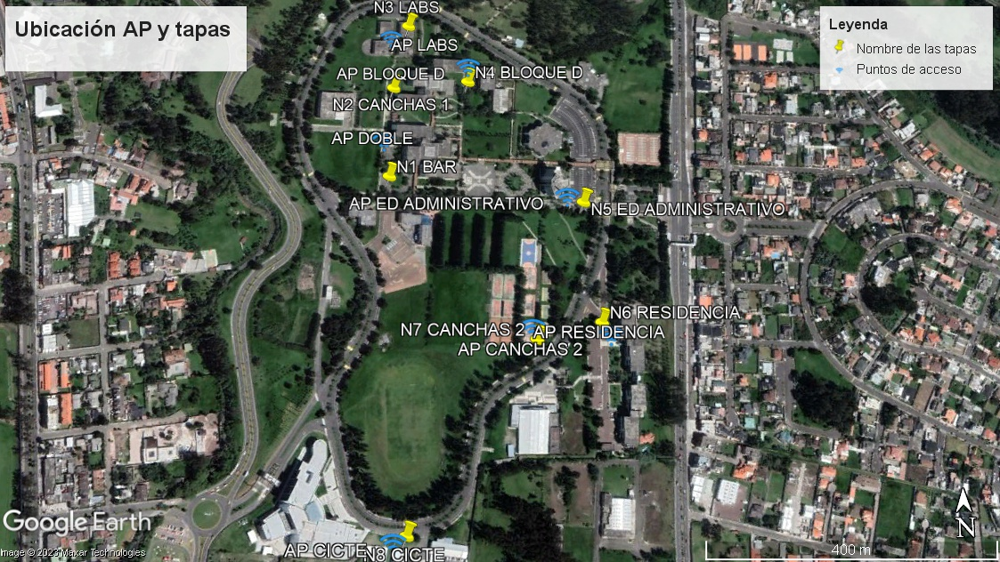 N3 LABS
Ubicación AP y tapas
Leyenda
AP LABS
Nombre de las tapas
Puntos de acceso
AP BLOQUE D
N4 BLOQUE D
N2 CANCHAS 1
AP DOBLE
N1 BAR
AP ED ADMINISTRATIVO
N5 ED ADMINISTRATIVO
N6 RESIDENCIA
N7 CANCHAS 2
AP RESIDENCIA
AP CANCHAS 2
Google Earth
AP CICTE
N8 CICTE
Image © 2023 Maxar Technologies
400 m
N